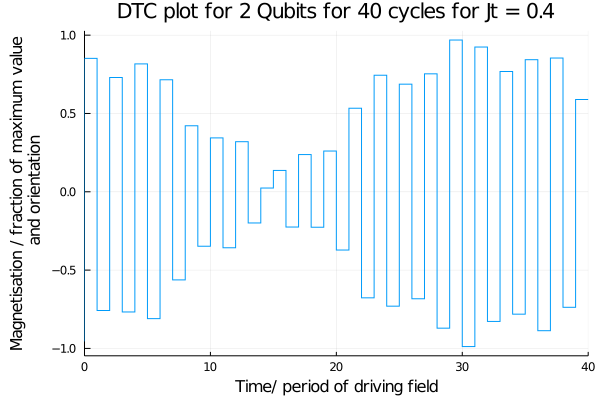 DTC plot for 2 Qubits for 40 cycles for Jt = 0.4
Magnetisation / fraction of maximum value
and orientation
1.0
0.5
0.0
−0.5
−1.0
0
10
20
30
40
Time/ period of driving field